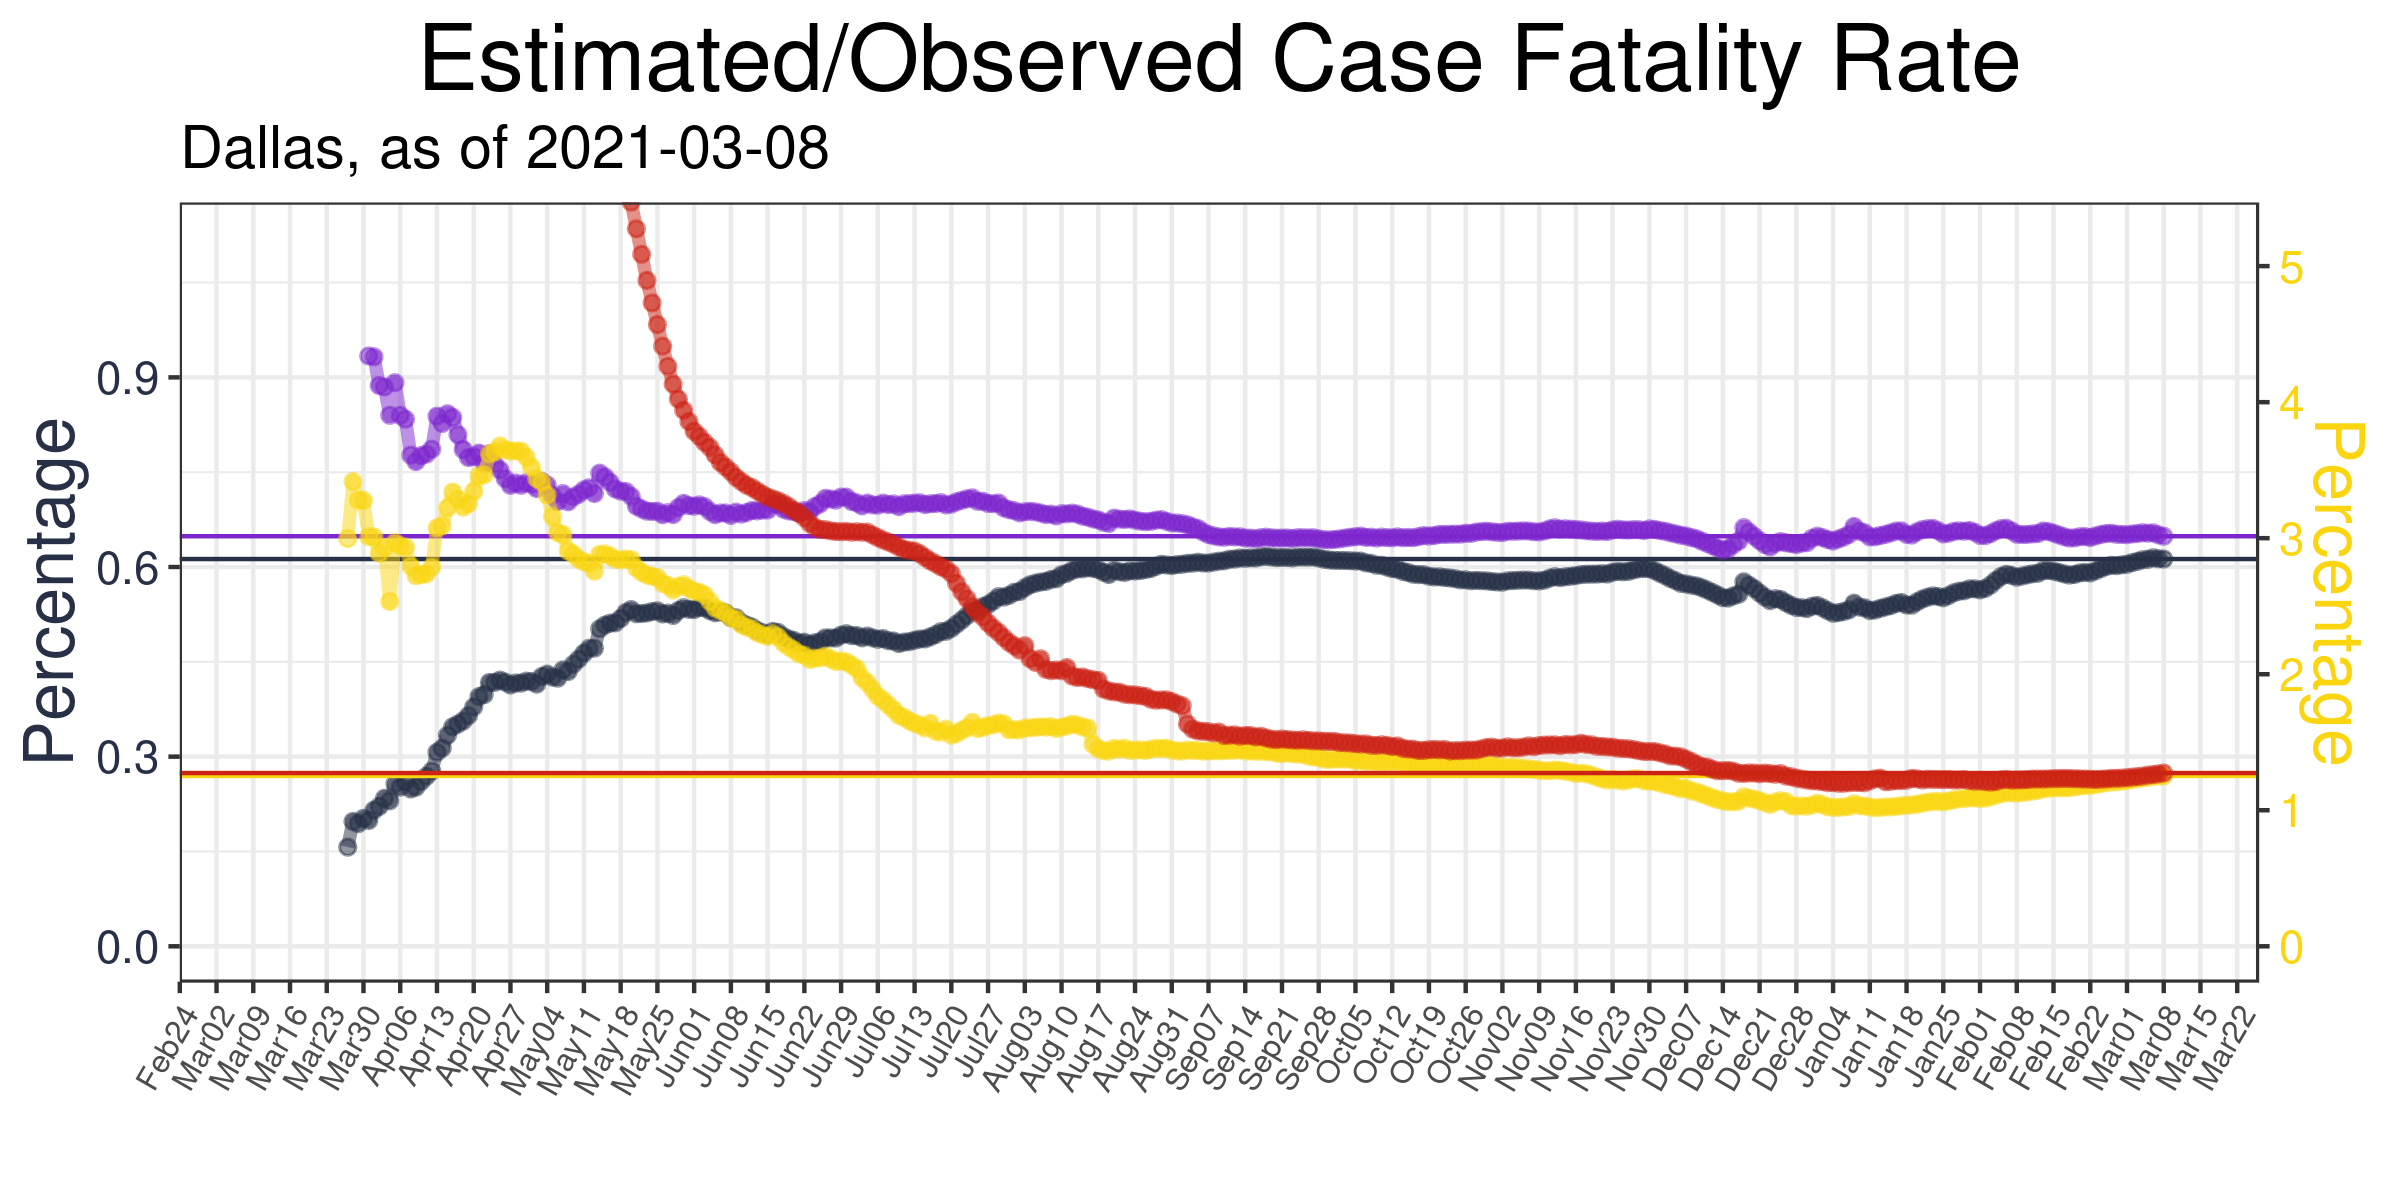 Estimated/Observed Case Fatality Rate
Dallas, as of 2021-03-08
Percentage
0.9
0.6
0.3
0.0
5
4
3
2
1
0
Percentage
Feb24
Mar02
Mar09
Mar16
Mar23
Mar30
Apr06
Apr13
Apr20
Apr27
May04
May11
May18
May25
Jun01
Jun08
Jun15
Jun22
Jun29
Jul06
Jul13
Jul20
Jul27
Aug03
Aug10
Aug17
Aug24
Aug31
Sep07
Sep14
Sep21
Sep28
Oct05
Oct12
Oct19
Oct26
Nov02
Nov09
Nov16
Nov23
Nov30
Dec07
Dec14
Dec21
Dec28
Jan04
Jan11
Jan18
Jan25
Feb01
Feb08
Feb15
Feb22
Mar01
Mar08
Mar15
Mar22